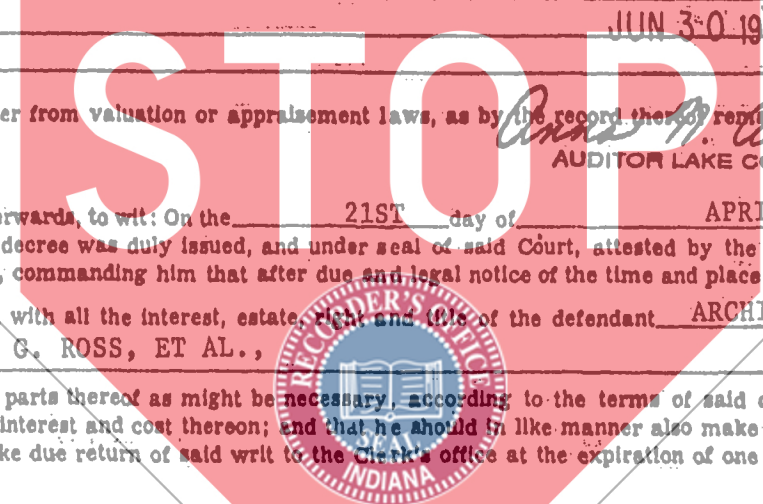 JUN 30 19
STOP
er from valuation or appraisement laws, as by the record thereof rem
Anna N.
AUDITOR LAKE CO
rwards, to wit: On the 21ST day of APRI
decree was duly issued, and under seal of said Court, attested by the
, commanding him that after due and legal notice of the time and place
with all the interest, estate, right and title of the defendant ARCHI
G. ROSS, ET AL.,
parts thereof as might be necessary, according to the terms of said
interest and cost thereon; and that he should in like manner also make
ke due return of said writ to the Clerk's office at the expiration of one
RECORDER'S OFFICE
SEAL
INDIANA